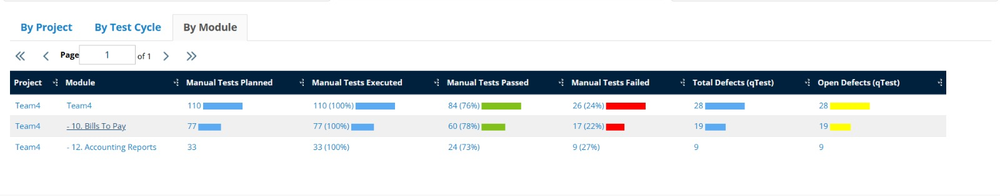 By Project By Test Cycle By Module
Page 1 of 1
Project Module Manual Tests Planned Manual Tests Executed Manual Tests Passed Manual Tests Failed Total Defects (qTest) Open Defects (qTest)
Team4 Team4 110 110 (100%) 84 (76%) 26 (24%) 28 28
Team4 - 10. Bills To Pay 77 77 (100%) 60 (78%) 17 (22%) 19 19
Team4 - 12. Accounting Reports 33 33 (100%) 24 (73%) 9 (27%) 9 9